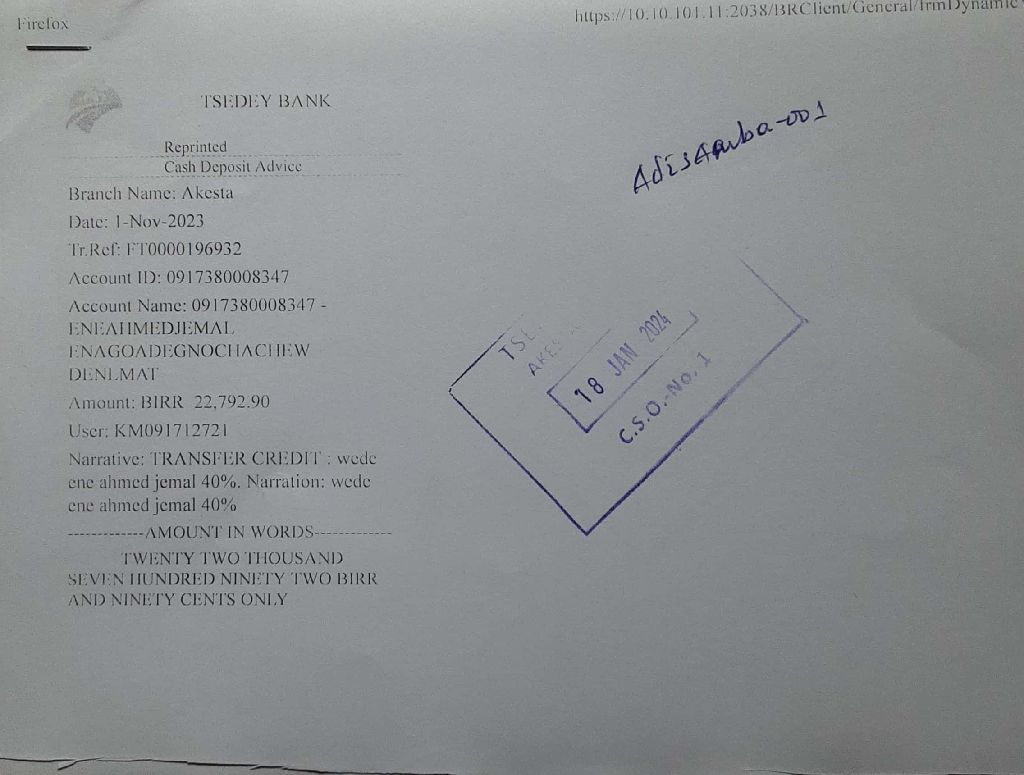 Firefox
https://10.10.101.11:2038/BRClient/General/frmDynamic
TSEDEY BANK
Reprinted
Cash Deposit Advice
Branch Name: Akesta
Date: 1-Nov-2023
Tr.Ref: FT0000196932
Account ID: 0917380008347
Account Name: 0917380008347 -
ENEAHMEDJEMAL
ENAGOADEGNOCHACHEW
DENLMAT
Amount: BIRR 22,792.90
User: KM091712721
Narrative: TRANSFER CREDIT : wede
ene ahmed jemal 40%. Narration: wede
ene ahmed jemal 40%
-------------AMOUNT IN WORDS-------------
TWENTY TWO THOUSAND
SEVEN HUNDRED NINETY TWO BIRR
AND NINETY CENTS ONLY
18 JAN 2024
C.S.O.-No. 1